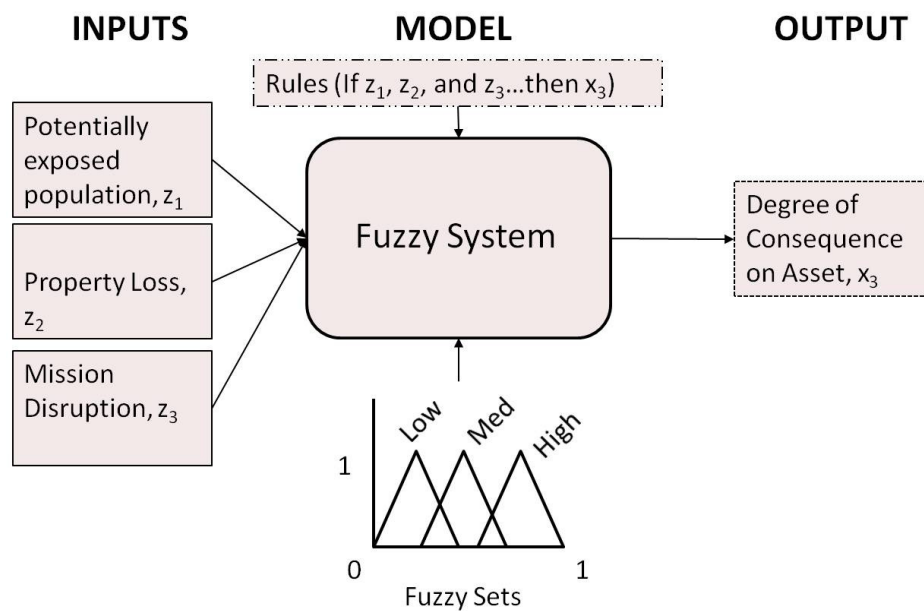 INPUTS
MODEL
OUTPUT
Rules (If z₁, z₂, and z₃...then x₃)
Potentially
exposed
population, z₁
Property Loss,
z₂
Mission
Disruption, z₃
Fuzzy System
Degree of
Consequence
on Asset, x₃
Low
Med
High
1
0
1
Fuzzy Sets